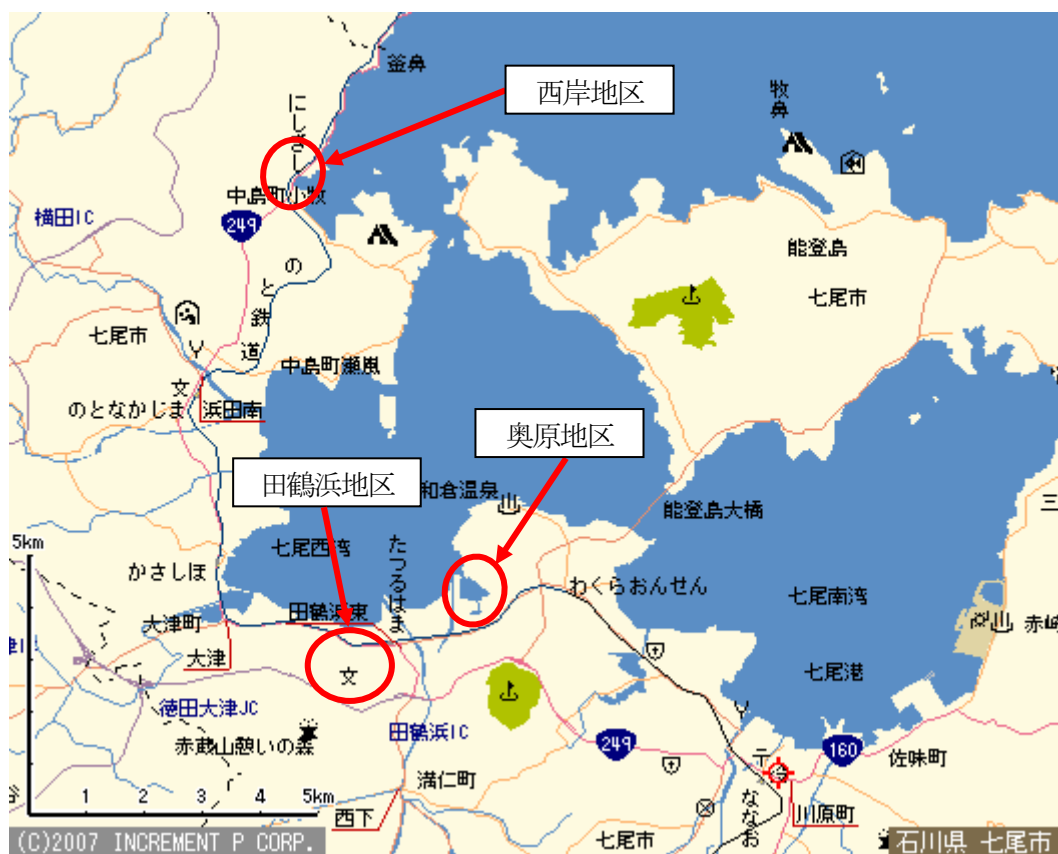 釜鼻
西岸地区
牧鼻
にしぎし
中島町小牧
横田IC
249
能登島
七尾市
のと鉄道
七尾市
中島町瀬嵐
文
のとなかじま
浜田南
奥原地区
田鶴浜地区
和倉温泉
能登島大橋
三
5km
七尾西湾
たつるはま
かさしほ
わくらおんせん
七尾南湾
大津町
田鶴浜東
赤崎
大津
文
七尾港
徳田大津JC
赤蔵山憩いの森
田鶴浜IC
249
160
佐味町
満仁町
1 2 3 4 5km
西下
ななお
川原町
七尾市
(C)2007 INCREMENT P CORP.
石川県 七尾市